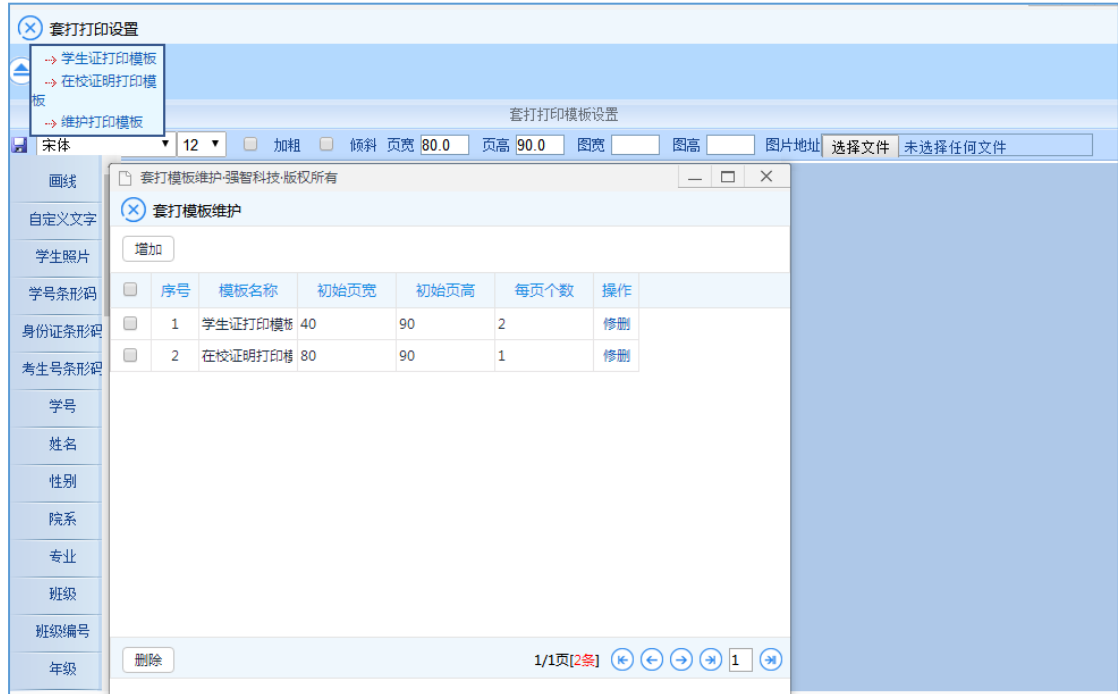 套打打印设置
--> 学生证打印模板
--> 在校证明打印模
板
--> 维护打印模板
套打打印模板设置
宋体 12 加粗 倾斜 页宽 80.0 页高 90.0 图宽 图高 图片地址 选择文件 未选择任何文件
画线
自定义文字
学生照片
学号条形码
身份证条形码
考生号条形码
学号
姓名
性别
院系
专业
班级
班级编号
年级
套打模板维护·强智科技·版权所有
套打模板维护
增加
序号 模板名称 初始页宽 初始页高 每页个数 操作
1 学生证打印模板 40 90 2 修删
2 在校证明打印模 80 90 1 修删
删除 1/1页[2条] 1